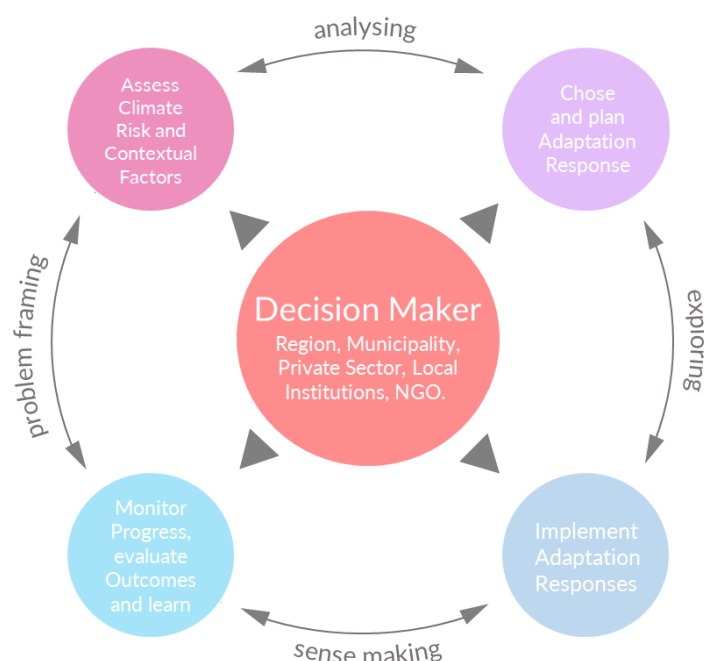 analysing
Assess
Climate
Risk and
Contextual
Factors
Chose
and plan
Adaptation
Response
problem framing
Decision Maker
Region, Municipality,
Private Sector, Local
Institutions, NGO.
exploring
Monitor
Progress,
evaluate
Outcomes
and learn
Implement
Adaptation
Responses
sense making